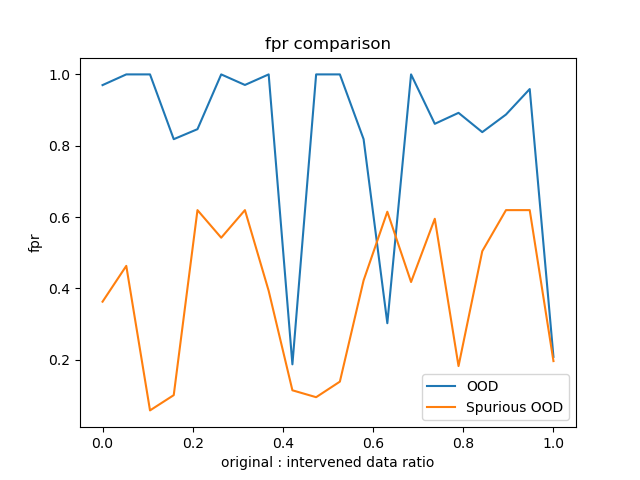 fpr comparison
1.0
0.8
0.6
0.4
0.2
fpr
0.0 0.2 0.4 0.6 0.8 1.0
original : intervened data ratio
OOD
Spurious OOD